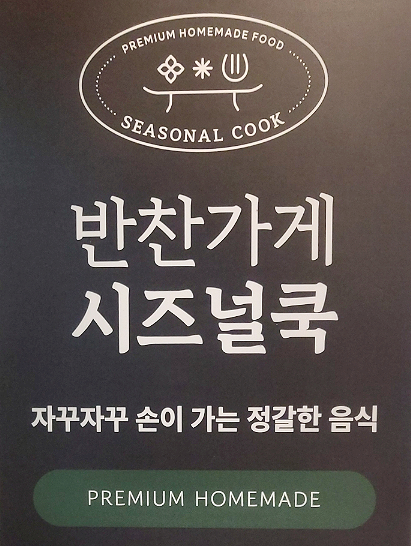 PREMIUM HOMEMADE FOOD
SEASONAL COOK
반찬가게
시즈널쿡
자꾸자꾸 손이 가는 정갈한 음식
PREMIUM HOMEMADE